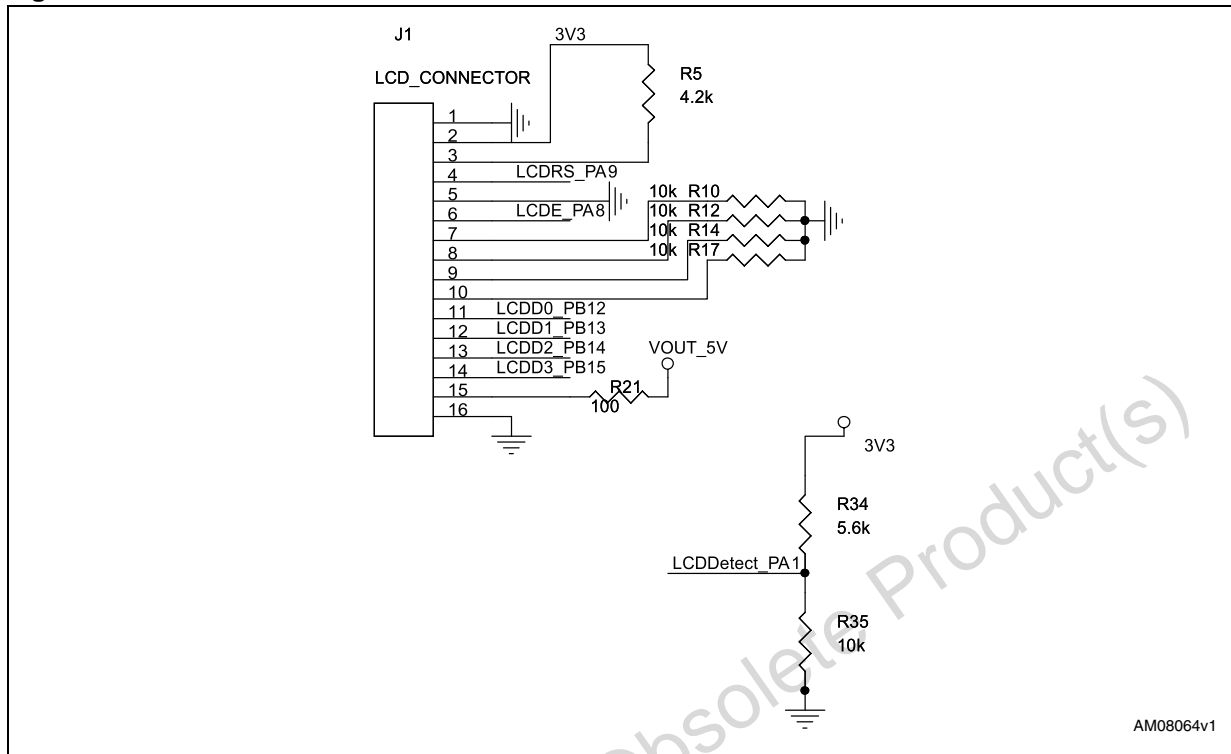 J1
3V3
LCD_CONNECTOR
R5
4.2k
1
2
3
4 LCDRS_PA9
5
6 LCDE_PA8
7
8
9
10
10k R10
10k R12
10k R14
10k R17
11 LCDD0_PB12
12 LCDD1_PB13
13 LCDD2_PB14
14 LCDD3_PB15
15
16
VOUT_5V
R21
100
3V3
R34
5.6k
LCDDetect_PA1
R35
10k
Obsolete Product(s)
AM08064v1